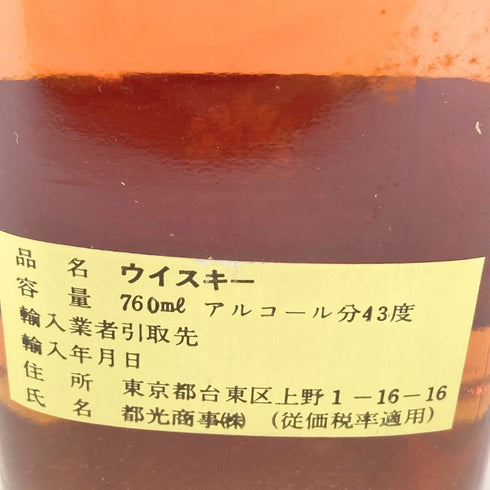 品名 ウイスキー
容量 760ml アルコール分43度
輸入業者引取先
輸入年月日
住所 東京都台東区上野1-16-16
氏名 都光商事㈱ (従価税率適用)